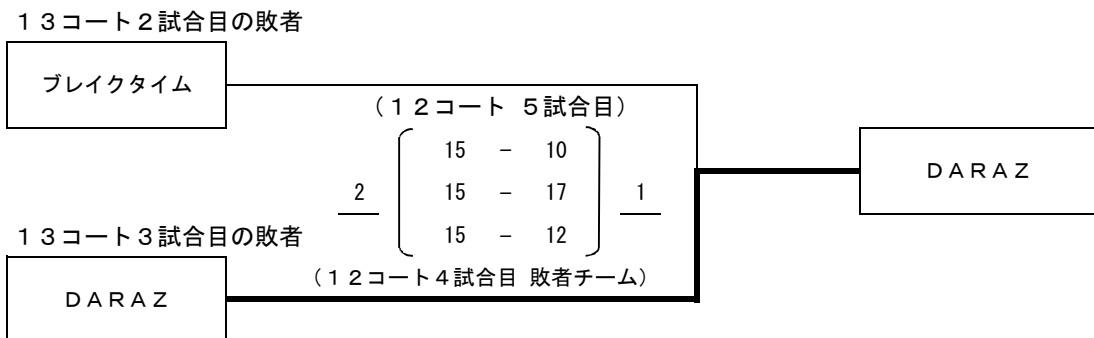 １３コート２試合目の敗者
ブレイクタイム
（１２コート ５試合目）
15 － 10
ＤＡＲＡＺ
2 15 － 17 1
15 － 12
１３コート３試合目の敗者
（１２コート４試合目 敗者チーム）
ＤＡＲＡＺ